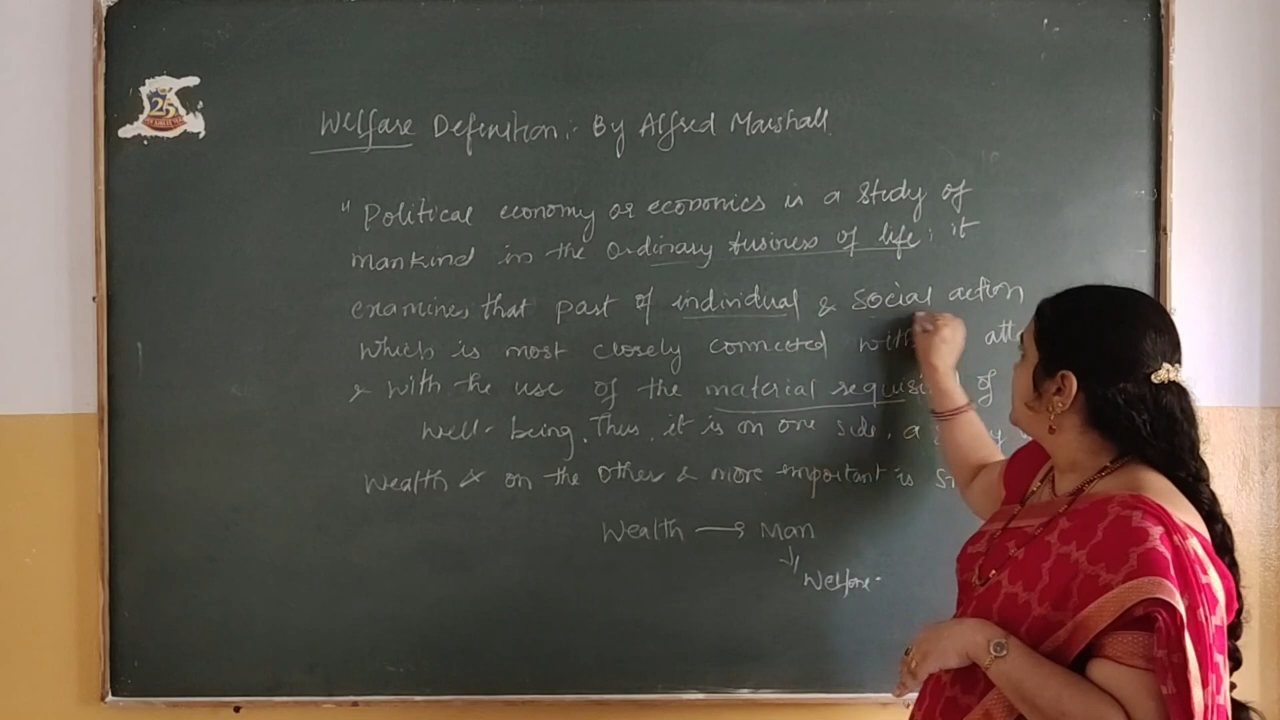 25
Welfare Definition:- By Alfred Marshall
"Political economy or economics is a study of
mankind in the ordinary business of life; it
examines that part of individual & social action
which is most closely connected with
& with the use of the material of
well-being. Thus, it is on one side, a
wealth & on the other & more important is
Wealth → Man
↓
Welfare